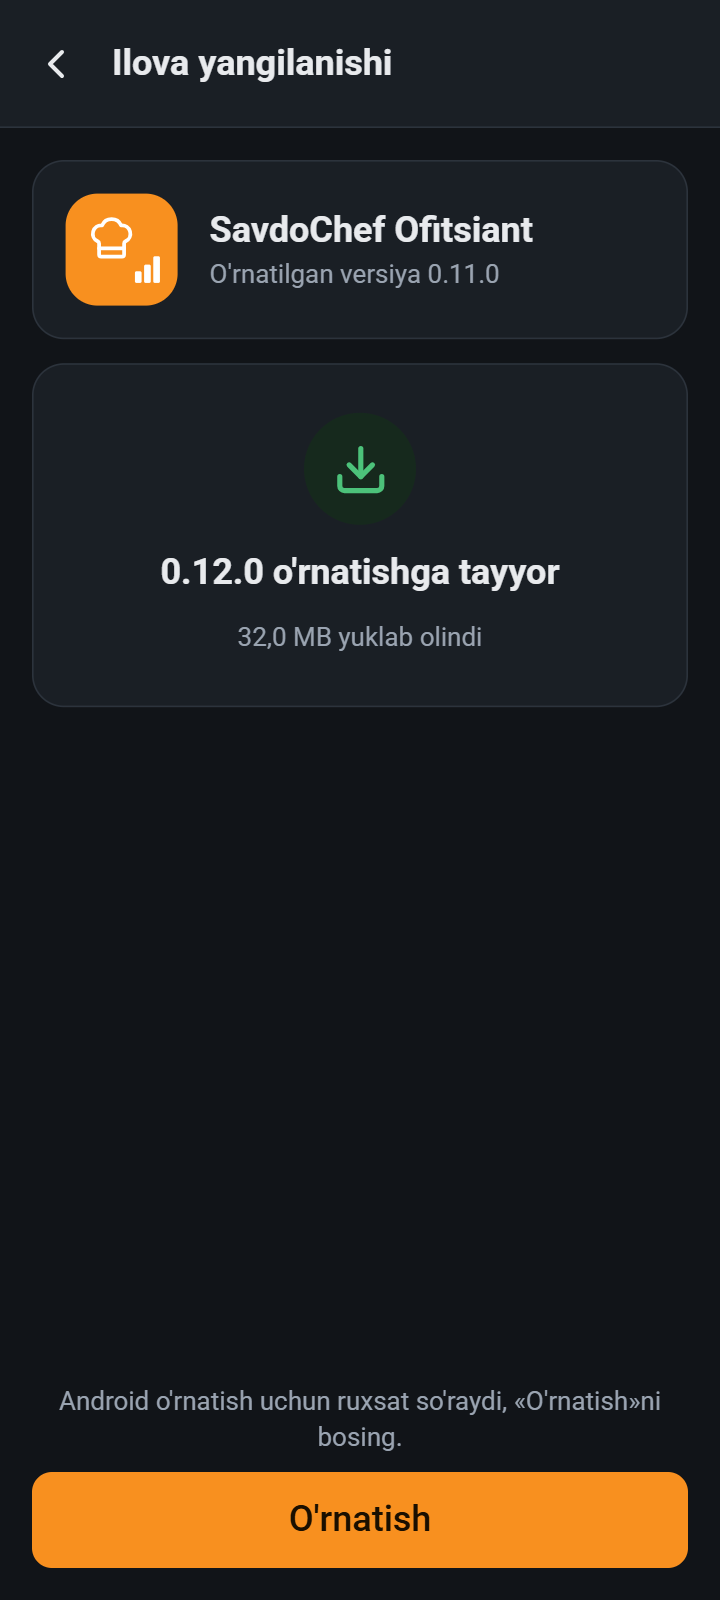 Ilova yangilanishi
SavdoChef Ofitsiant
O'rnatilgan versiya 0.11.0
0.12.0 o'rnatishga tayyor
32,0 MB yuklab olindi
Android o'rnatish uchun ruxsat so'raydi, «O'rnatish»ni
bosing.
O'rnatish